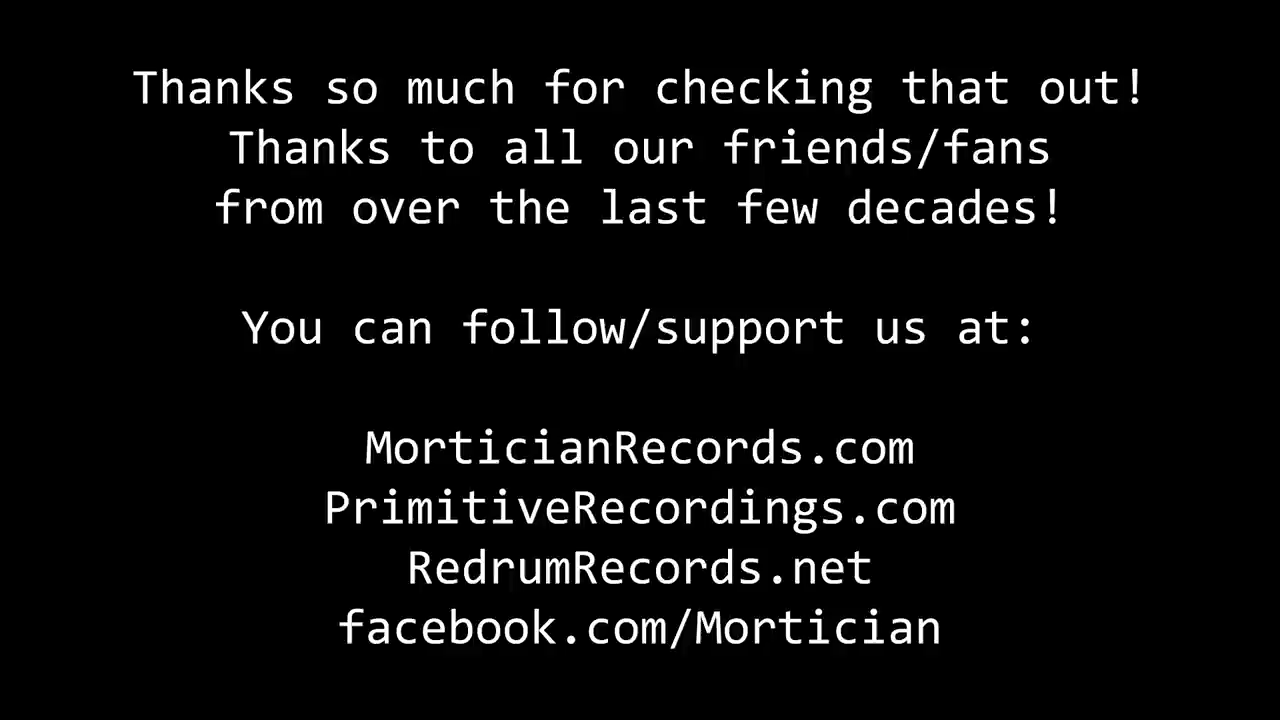 Thanks so much for checking that out!
Thanks to all our friends/fans
from over the last few decades!
You can follow/support us at:
MorticianRecords.com
PrimitiveRecordings.com
RedrumRecords.net
facebook.com/Mortician